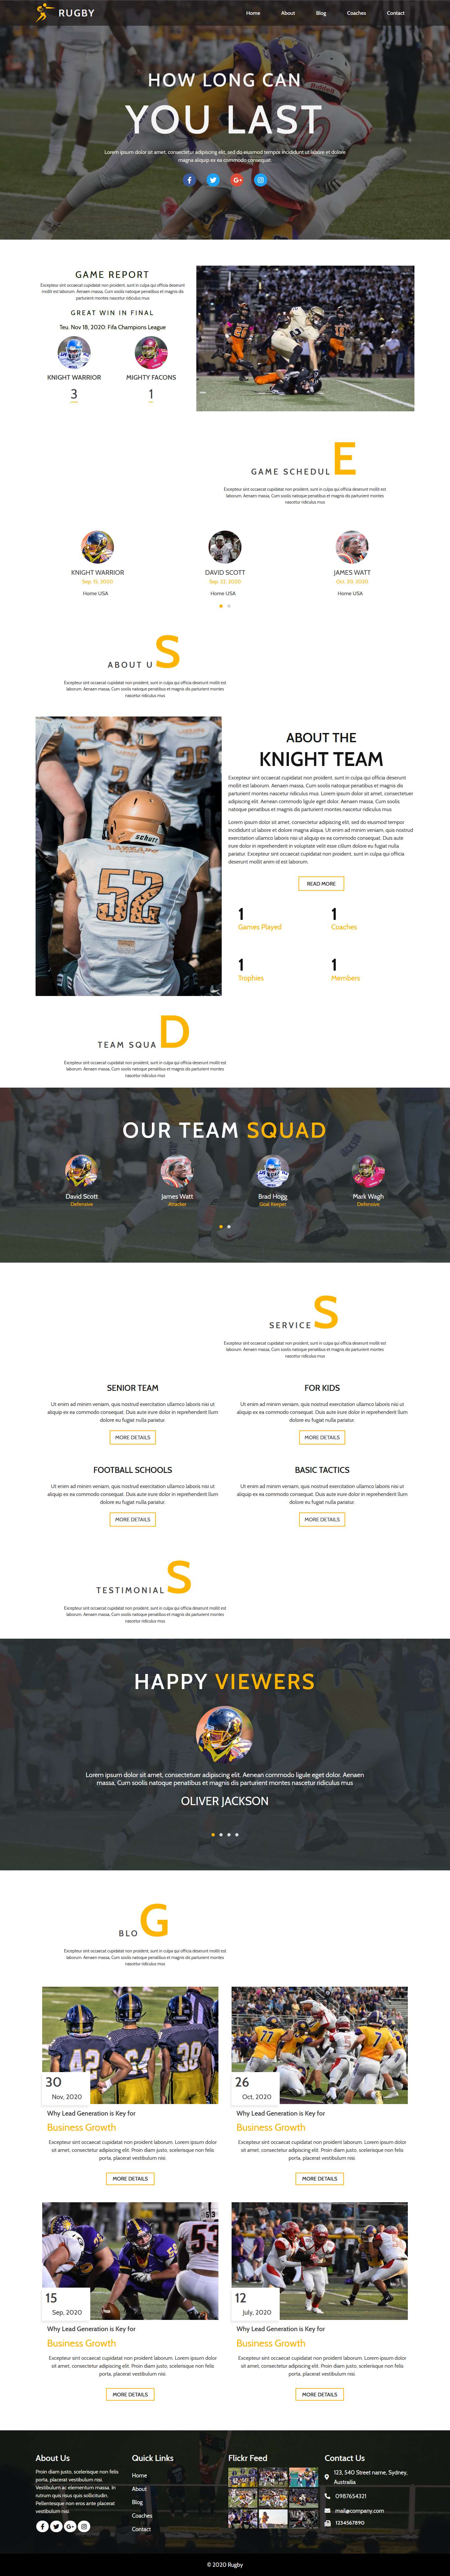 RUGBY
Home
About
Blog
Coaches
Contact
HOW LONG CAN
YOU LAST
Lorem ipsum dolor sit amet, consectetur adipiscing elit, sed do eiusmod tempor incididunt ut labore et dolore
magna aliquip ex ea commodo consequat.
GAME REPORT
Excepteur sint occaecat cupidatat non proident, sunt in culpa qui officia deserunt
mollit est laborum. Aenean massa, Cum sociis natoque penatibus et magnis dis
parturient montes nascetur ridiculus mus
GREAT WIN IN FINAL
Teu. Nov 18, 2020: Fifa Champions League
KNIGHT WARRIOR
MIGHTY FACONS
3
1
GAME SCHEDULE
Excepteur sint occaecat cupidatat non proident, sunt in culpa qui officia deserunt mollit est
laborum. Aenean massa, Cum sociis natoque penatibus et magnis dis parturient montes
nascetur ridiculus mus
KNIGHT WARRIOR
Sep. 15, 2020
Home USA
DAVID SCOTT
Sep. 22, 2020
Home USA
JAMES WATT
Oct. 20, 2020
Home USA
ABOUT US
Excepteur sint occaecat cupidatat non proident, sunt in culpa qui officia deserunt mollit est
laborum. Aenean massa, Cum sociis natoque penatibus et magnis dis parturient montes
nascetur ridiculus mus
schutt
52
ABOUT THE
KNIGHT TEAM
Excepteur sint occaecat cupidatat non proident, sunt in culpa qui officia deserunt
mollit est laborum. Aenean massa, Cum sociis natoque penatibus et magnis dis
parturient montes nascetur ridiculus mus. Lorem ipsum dolor sit amet, consectetuer
adipiscing elit. Aenean commodo ligule eget dolor. Aenean massa, Cum sociis
natoque penatibus et magnis dis parturient montes nascetur ridiculus mus
Lorem ipsum dolor sit amet, consectetur adipiscing elit, sed do eiusmod tempor
incididunt ut labore et dolore magna aliqua. Ut enim ad minim veniam, quis nostrud
exercitation ullamco laboris nisi ut aliquip ex ea commodo consequat. Duis aute
irure dolor in reprehenderit in voluptate velit esse cillum dolore eu fugiat nulla
pariatur. Excepteur sint occaecat cupidatat non proident, sunt in culpa qui officia
deserunt mollit anim id est laborum.
READ MORE
1
Games Played
1
Coaches
1
Trophies
1
Members
TEAM SQUAD
Excepteur sint occaecat cupidatat non proident, sunt in culpa qui officia deserunt mollit est
laborum. Aenean massa, Cum sociis natoque penatibus et magnis dis parturient montes
nascetur ridiculus mus
OUR TEAM SQUAD
David Scott
Defensive
James Watt
Attacker
Brad Hogg
Goal Keeper
Mark Wagh
Defensive
SERVICES
Excepteur sint occaecat cupidatat non proident, sunt in culpa qui officia deserunt mollit est
laborum. Aenean massa, Cum sociis natoque penatibus et magnis dis parturient montes
nascetur ridiculus mus
SENIOR TEAM
Ut enim ad minim veniam, quis nostrud exercitation ullamco laboris nisi ut
aliquip ex ea commodo consequat. Duis aute irure dolor in reprehenderit llum
dolore eu fugiat nulla pariatur.
MORE DETAILS
FOR KIDS
Ut enim ad minim veniam, quis nostrud exercitation ullamco laboris nisi ut
aliquip ex ea commodo consequat. Duis aute irure dolor in reprehenderit llum
dolore eu fugiat nulla pariatur.
MORE DETAILS
FOOTBALL SCHOOLS
Ut enim ad minim veniam, quis nostrud exercitation ullamco laboris nisi ut
aliquip ex ea commodo consequat. Duis aute irure dolor in reprehenderit llum
dolore eu fugiat nulla pariatur.
MORE DETAILS
BASIC TACTICS
Ut enim ad minim veniam, quis nostrud exercitation ullamco laboris nisi ut
aliquip ex ea commodo consequat. Duis aute irure dolor in reprehenderit llum
dolore eu fugiat nulla pariatur.
MORE DETAILS
TESTIMONIALS
Excepteur sint occaecat cupidatat non proident, sunt in culpa qui officia deserunt mollit est
laborum. Aenean massa, Cum sociis natoque penatibus et magnis dis parturient montes
nascetur ridiculus mus
HAPPY VIEWERS
Lorem ipsum dolor sit amet, consectetuer adipiscing elit. Aenean commodo ligule eget dolor. Aenaen
massa, Cum soolis natoque penatibus et magnis dis parturient montes nascetur ridiculus mus
OLIVER JACKSON
BLOG
Excepteur sint occaecat cupidatat non proident, sunt in culpa qui officia deserunt mollit est
laborum. Aenean massa, Cum sociis natoque penatibus et magnis dis parturient montes
nascetur ridiculus mus
30
Nov, 2020
Why Lead Generation is Key for
Business Growth
Excepteur sint occaecat cupidatat non proident laborum. Lorem ipsum dolor
sit amet, consectetur adipiscing elit. Proin diam justo, scelerisque non felis
porta, placerat vestibulum nisi.
MORE DETAILS
26
Oct, 2020
Why Lead Generation is Key for
Business Growth
Excepteur sint occaecat cupidatat non proident laborum. Lorem ipsum dolor
sit amet, consectetur adipiscing elit. Proin diam justo, scelerisque non felis
porta, placerat vestibulum nisi.
MORE DETAILS
15
Sep, 2020
Why Lead Generation is Key for
Business Growth
Excepteur sint occaecat cupidatat non proident laborum. Lorem ipsum dolor
sit amet, consectetur adipiscing elit. Proin diam justo, scelerisque non felis
porta, placerat vestibulum nisi.
MORE DETAILS
12
July, 2020
Why Lead Generation is Key for
Business Growth
Excepteur sint occaecat cupidatat non proident laborum. Lorem ipsum dolor
sit amet, consectetur adipiscing elit. Proin diam justo, scelerisque non felis
porta, placerat vestibulum nisi.
MORE DETAILS
About Us
Proin diam justo, scelerisque non felis
porta, placerat vestibulum nisi.
Vestibulum ac elementum massa. In
rutrum quis risus quis sollicitudin.
Pellentesque non eros ante placerat
vestibulum nisi
Quick Links
Home
About
Blog
Coaches
Contact
Flickr Feed
Contact Us
123, 540 Street name, Sydney,
Austrailia
0987654321
mail@company.com
1234567890
© 2020 Rugby